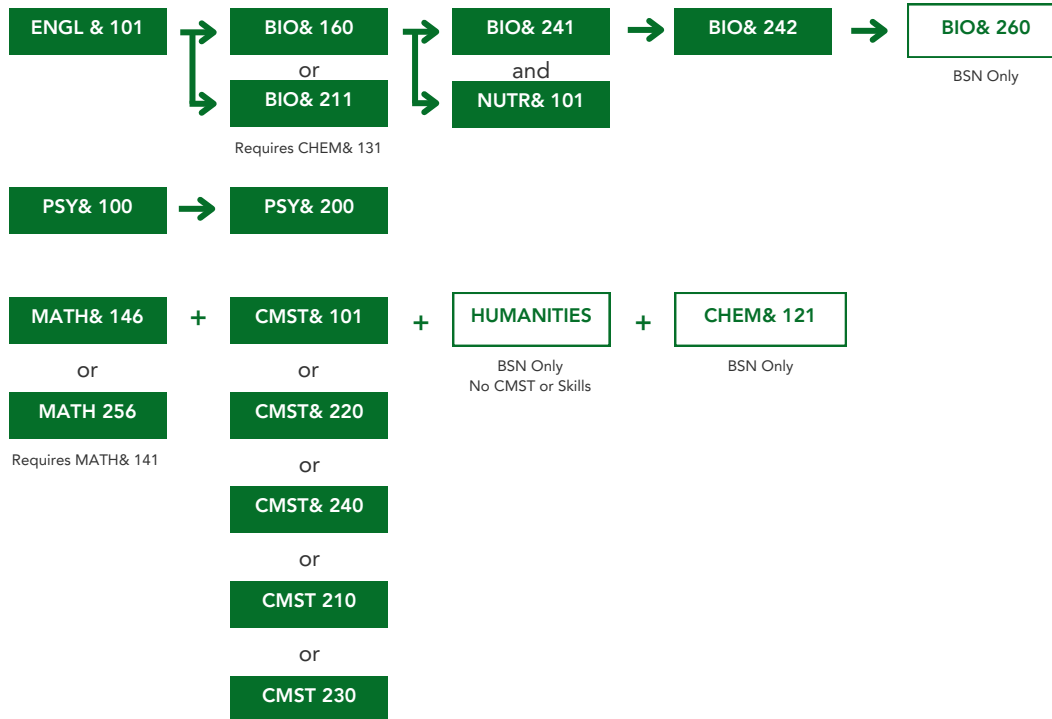 ENGL & 101
BIO& 160
BIO& 241
BIO& 242
BIO& 260
or
and
BSN Only
BIO& 211
NUTR& 101
Requires CHEM& 131
PSY& 100
PSY& 200
MATH& 146
+
CMST& 101
+
HUMANITIES
+
CHEM& 121
or
or
BSN Only
No CMST or Skills
BSN Only
MATH 256
CMST& 220
Requires MATH& 141
or
CMST& 240
or
CMST 210
or
CMST 230